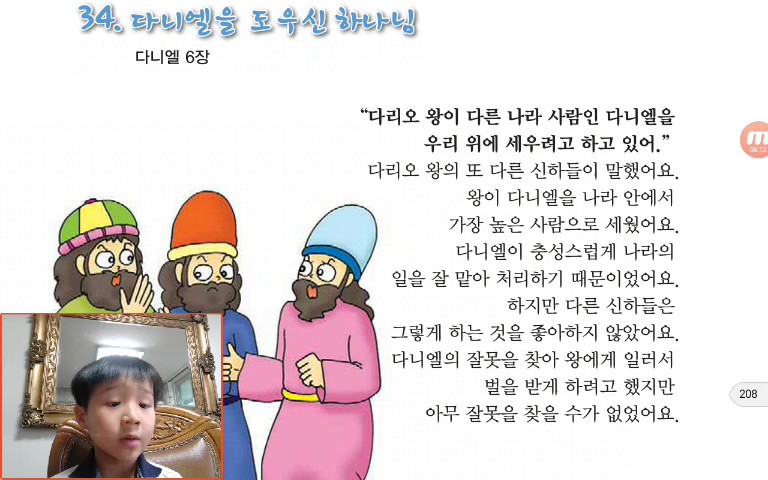 34. 다니엘을 도우신 하나님
다니엘 6장
“다리오 왕이 다른 나라 사람인 다니엘을
우리 위에 세우려고 하고 있어.”
다리오 왕의 또 다른 신하들이 말했어요.
왕이 다니엘을 나라 안에서
가장 높은 사람으로 세웠어요.
다니엘이 충성스럽게 나라의
일을 잘 맡아 처리하기 때문이었어요.
하지만 다른 신하들은
그렇게 하는 것을 좋아하지 않았어요.
다니엘의 잘못을 찾아 왕에게 일러서
벌을 받게 하려고 했지만
아무 잘못을 찾을 수가 없었어요.
208